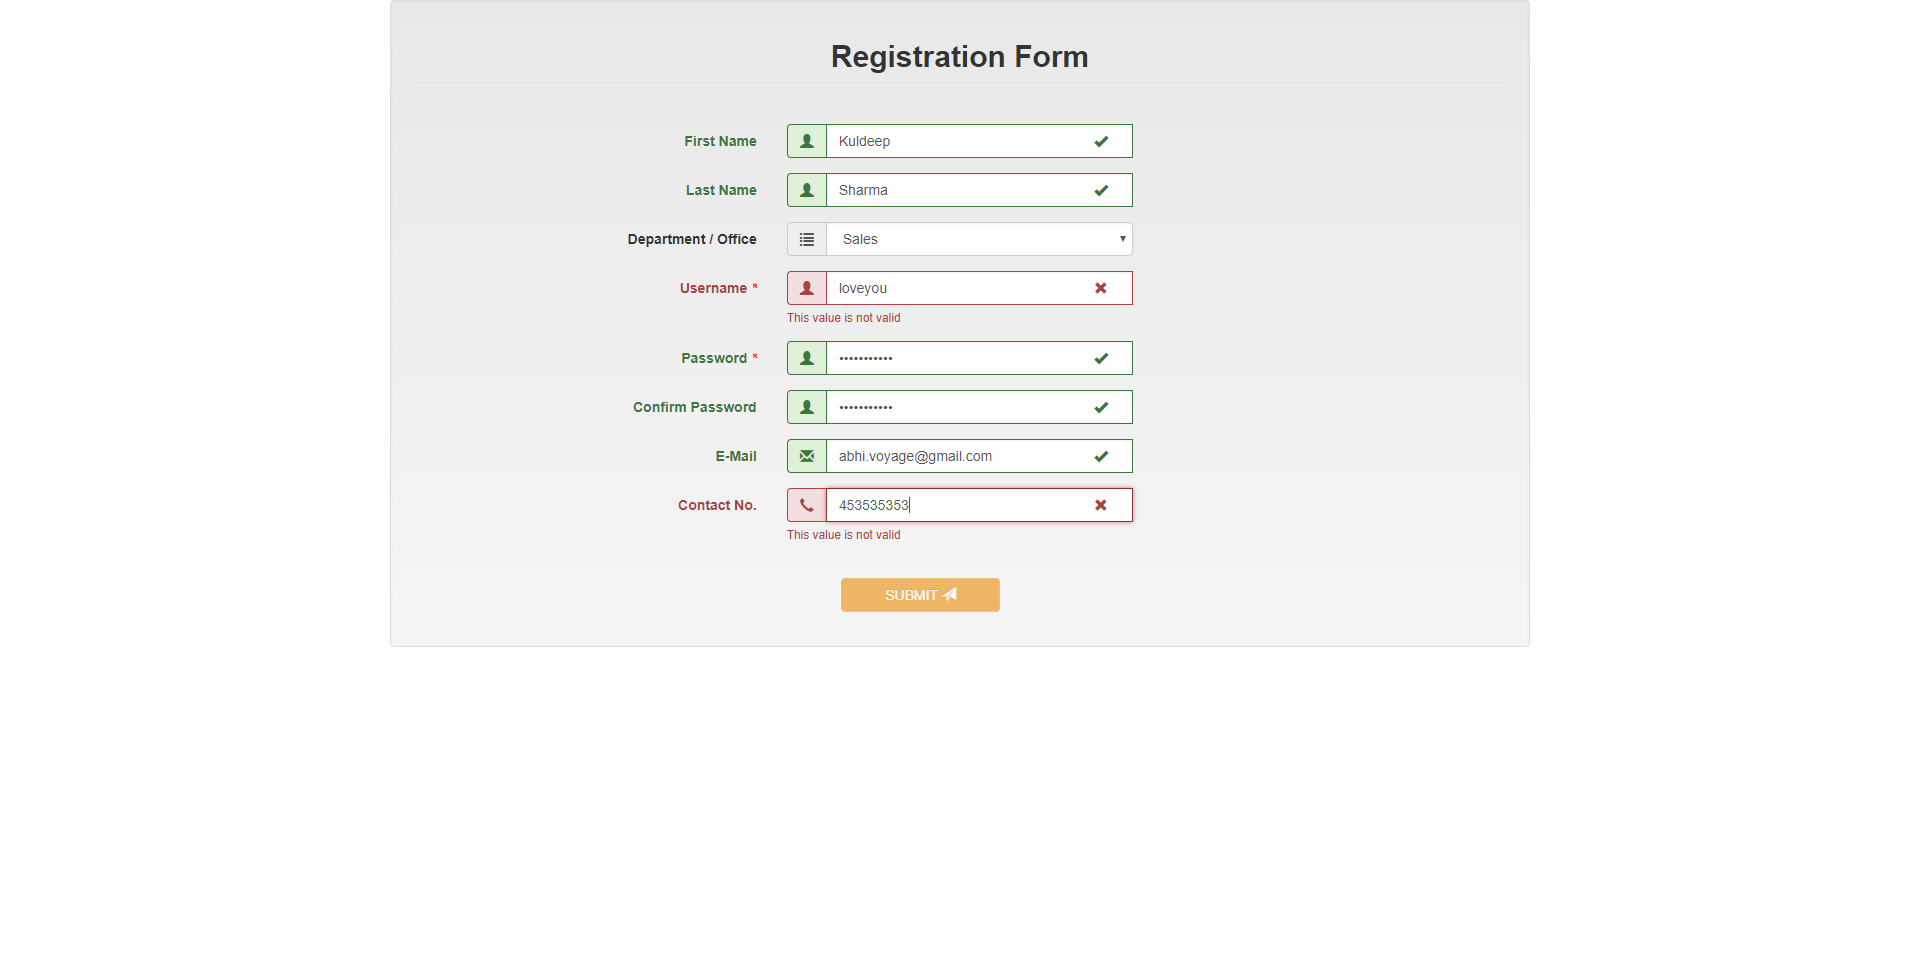 Registration Form
First Name Kuldeep
Last Name Sharma
Department / Office Sales
Username * loveyou
This value is not valid
Password * •••••••••••
Confirm Password •••••••••••
E-Mail abhi.voyage@gmail.com
Contact No. 453535353
This value is not valid
SUBMIT